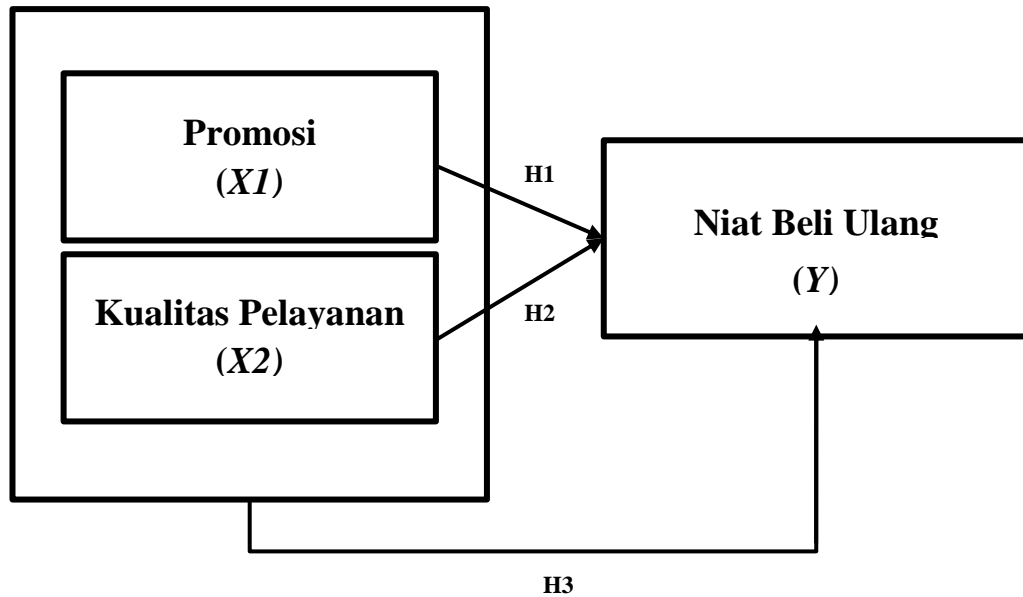 Promosi
(X1)
H1
Niat Beli Ulang
(Y)
Kualitas Pelayanan
(X2)
H2
H3